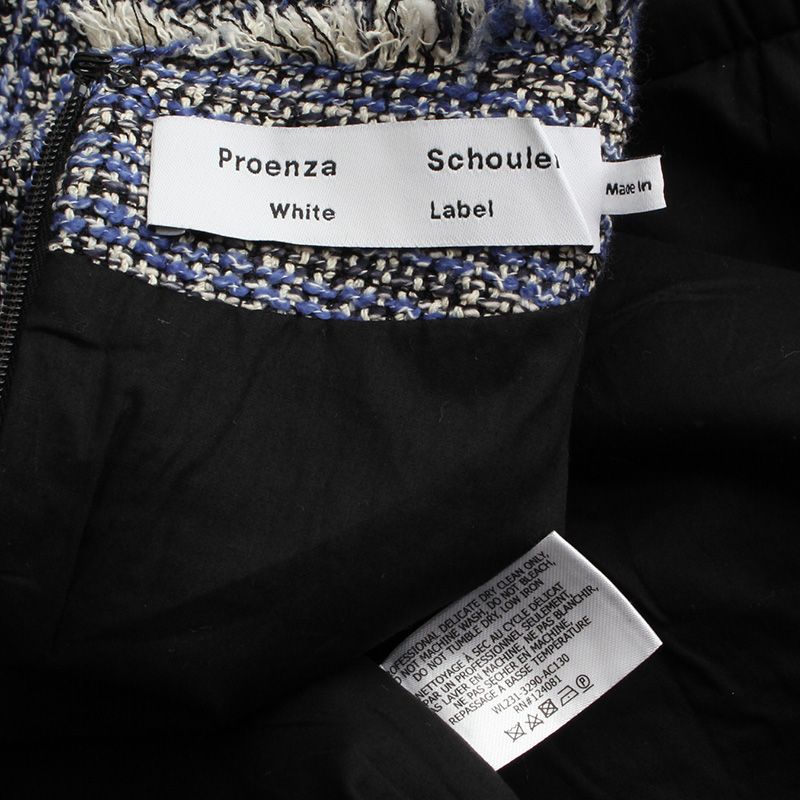 Proenza Schouler
White Label
Made In
PROFESSIONAL DELICATE DRY CLEAN ONLY,
DO NOT MACHINE WASH, DO NOT BLEACH,
DO NOT TUMBLE DRY, LOW IRON
NETTOYAGE À SEC AU CYCLE DÉLICAT
PAR UN PROFESSIONNEL SEULEMENT,
PAS LAVER EN MACHINE, NE PAS BLANCHIR,
NE PAS SÉCHER EN MACHINE,
REPASSAGE À BASSE TEMPÉRATURE
WL231-3290-AC130
RN#124081